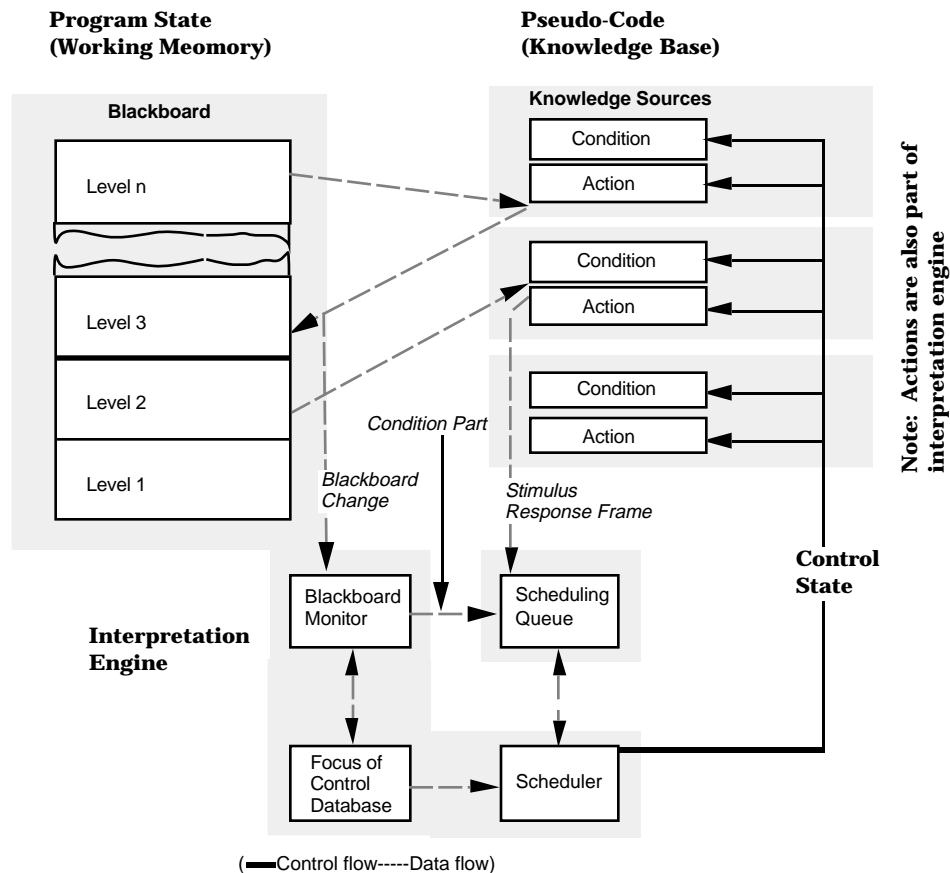 Program State
(Working Meomory)
Pseudo-Code
(Knowledge Base)
Blackboard
Level n
Level 3
Level 2
Level 1
Knowledge Sources
Condition
Action
Condition
Action
Condition
Action
Note: Actions are also part of
interpretation engine
Condition Part
Blackboard
Change
Stimulus
Response Frame
Control
State
Interpretation
Engine
Blackboard
Monitor
Scheduling
Queue
Focus of
Control
Database
Scheduler
(Control flow-----Data flow)